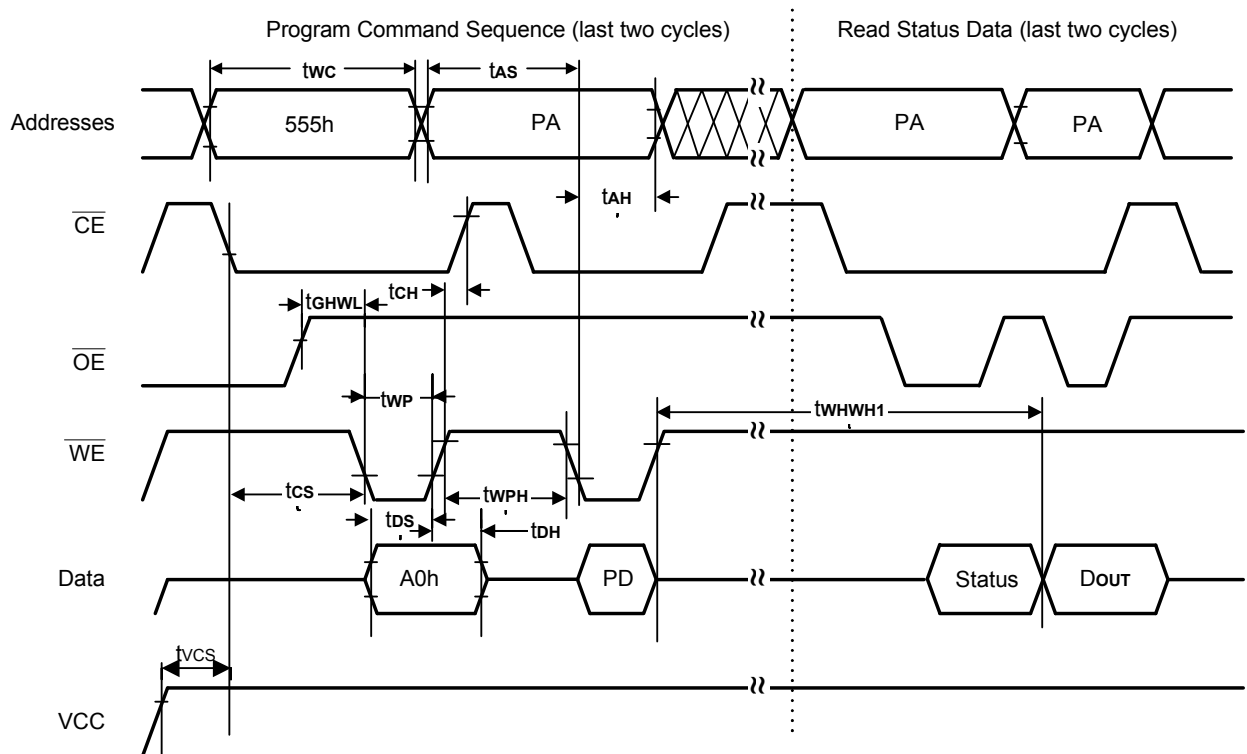 Program Command Sequence (last two cycles) Read Status Data (last two cycles)
tWC tAS
Addresses 555h PA PA PA
tAH
CE
tGHWL tCH
OE
tWP tWHWH1
WE
tCS tWPH
tDS tDH
Data A0h PD Status DOUT
tVCS
VCC